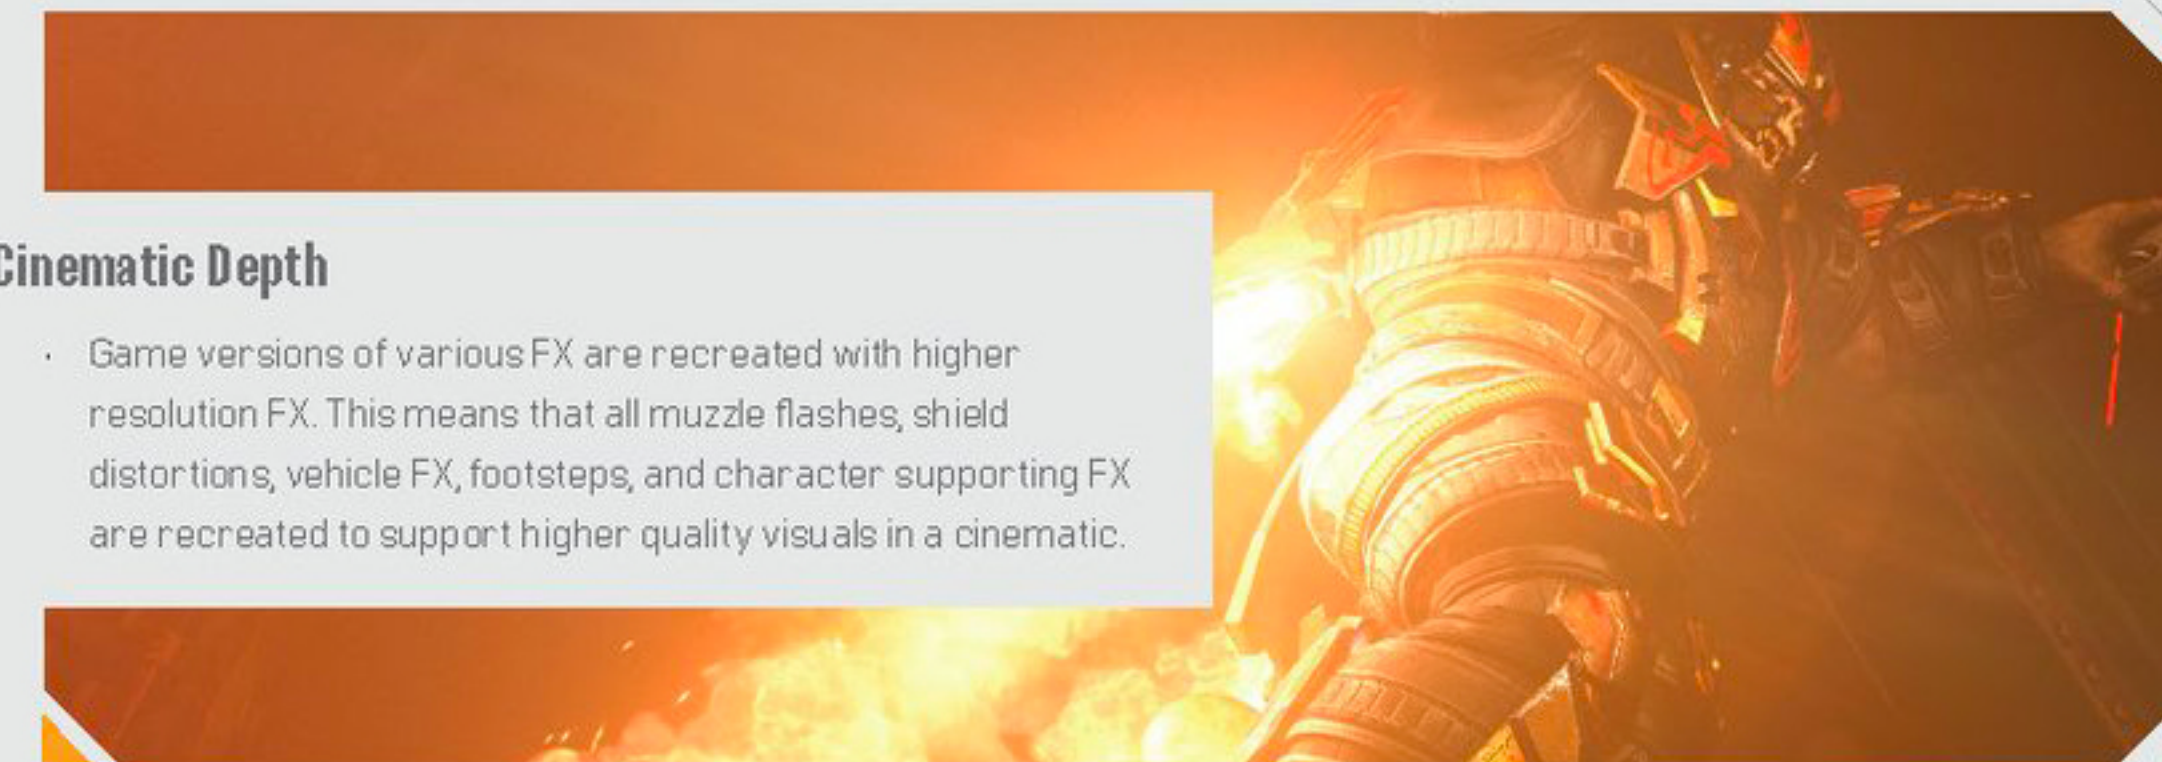 Cinematic Depth
· Game versions of various FX are recreated with higher
resolution FX. This means that all muzzle flashes, shield
distortions, vehicle FX, footsteps, and character supporting FX
are recreated to support higher quality visuals in a cinematic.